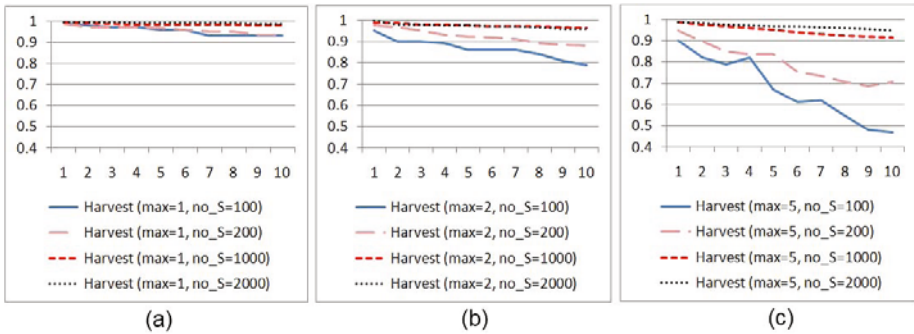 1
0.9
0.8
0.7
0.6
0.5
0.4
1 2 3 4 5 6 7 8 9 10
Harvest (max=1, no_S=100)
Harvest (max=1, no_S=200)
Harvest (max=1, no_S=1000)
Harvest (max=1, no_S=2000)
(a)
1
0.9
0.8
0.7
0.6
0.5
0.4
1 2 3 4 5 6 7 8 9 10
Harvest (max=2, no_S=100)
Harvest (max=2, no_S=200)
Harvest (max=2, no_S=1000)
Harvest (max=2, no_S=2000)
(b)
1
0.9
0.8
0.7
0.6
0.5
0.4
1 2 3 4 5 6 7 8 9 10
Harvest (max=5, no_S=100)
Harvest (max=5, no_S=200)
Harvest (max=5, no_S=1000)
Harvest (max=5, no_S=2000)
(c)